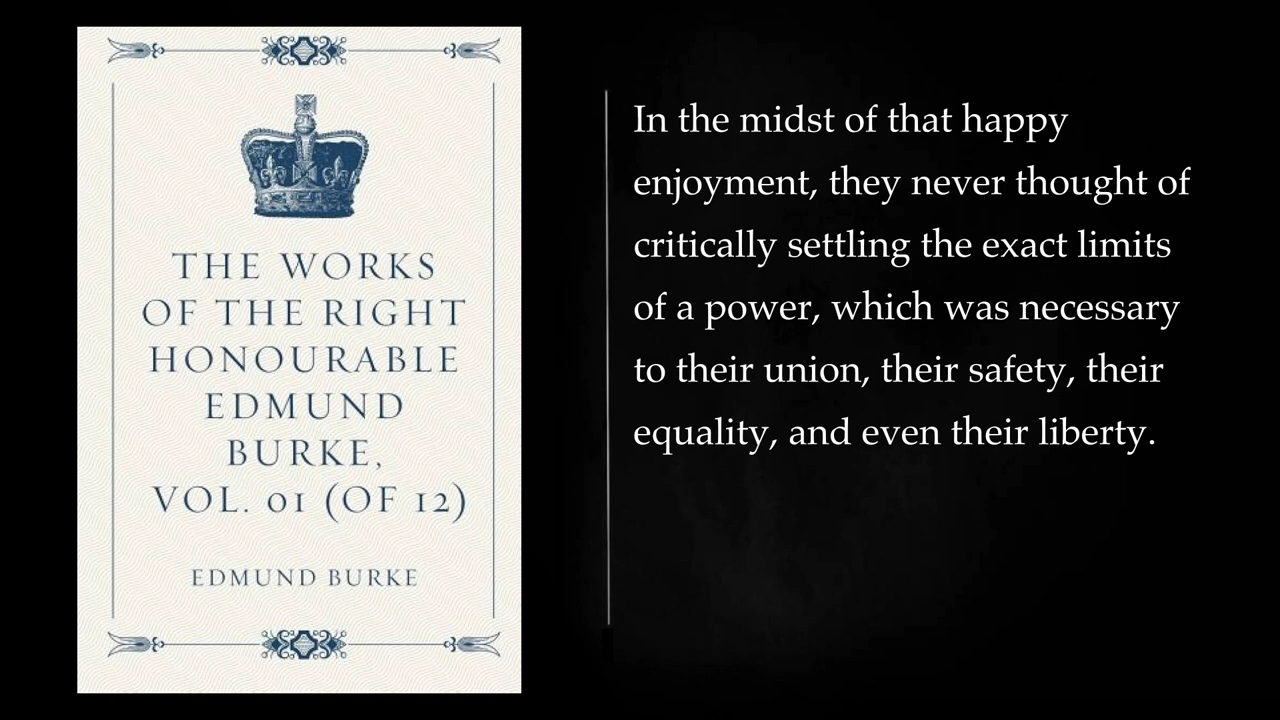 THE WORKS
OF THE RIGHT
HONOURABLE
EDMUND
BURKE,
VOL. 01 (OF 12)
EDMUND BURKE
In the midst of that happy
enjoyment, they never thought of
critically settling the exact limits
of a power, which was necessary
to their union, their safety, their
equality, and even their liberty.